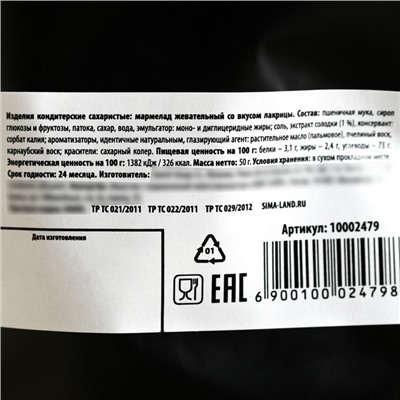 Изделия кондитерские сахаристые: мармелад жевательный со вкусом лакрицы. Состав: пшеничная мука, сироп
глюкозы и фруктозы, патока, сахар, вода, эмульгатор: моно- и диглицеридные жиры; соль, экстракт солодки (1 %), консервант:
сорбат калия; ароматизаторы, идентичные натуральным, глазирующий агент: растительное масло (пальмовое), пчелиный воск,
карнаубский воск; красители: сахарный колер. Пищевая ценность на 100 г: белки – 3,1 г, жиры – 2,4 г, углеводы – 73 г.
Энергетическая ценность на 100 г: 1382 кДж / 326 ккал. Масса нетто: 50 г. Условия хранения: в сухом прохладном месте.
Срок годности: 24 месяца. Изготовитель:
ТР ТС 021/2011 ТР ТС 022/2011 ТР ТС 029/2012 SIMA-LAND.RU
Дата изготовления
Артикул: 10002479
01
EAC
6 900100 024798